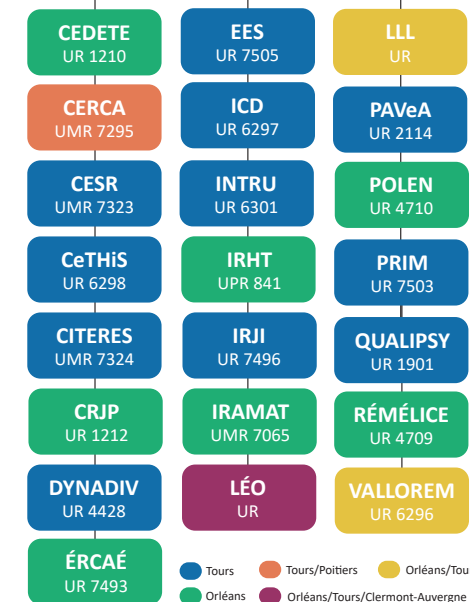 CEDETE
UR 1210
CERCA
UMR 7295
CESR
UMR 7323
CeTHiS
UR 6298
CITERES
UMR 7324
CRJP
UR 1212
DYNADIV
UR 4428
ÉRCAÉ
UR 7493
EES
UR 7505
ICD
UR 6297
INTRU
UR 6301
IRHT
UPR 841
IRJI
UR 7496
IRAMAT
UMR 7065
LÉO
UR
LLL
UR
PAVeA
UR 2114
POLEN
UR 4710
PRIM
UR 7503
QUALIPSY
UR 1901
RÉMÉLICE
UR 4709
VALLOREM
UR 6296
Tours
Tours/Poitiers
Orléans/Tou
Orléans
Orléans/Tours/Clermont-Auvergne